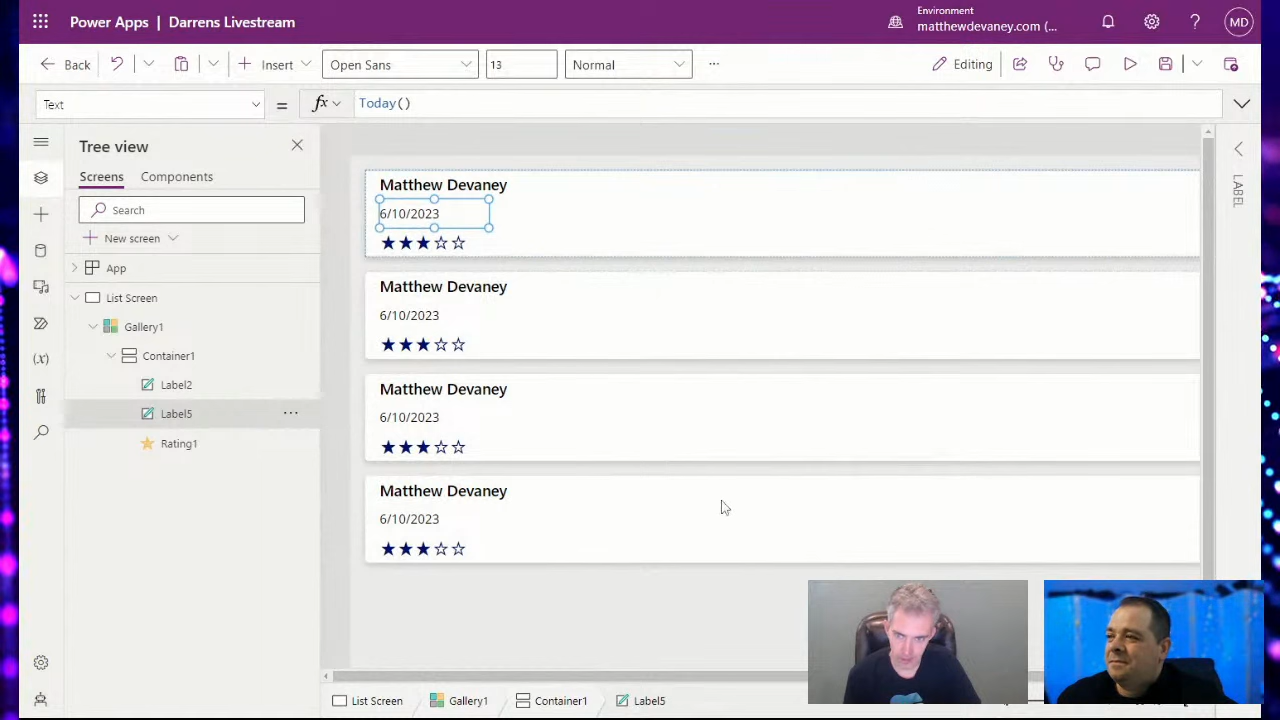 Power Apps | Darrens Livestream
Environment
matthewdevaney.com (...
MD
Back
Insert
Open Sans
13
Normal
...
Editing
Text
=
fx
Today()
Tree view
Screens
Components
Search
New screen
App
List Screen
Gallery1
Container1
Label2
Label5
...
Rating1
Matthew Devaney
6/10/2023
Matthew Devaney
6/10/2023
Matthew Devaney
6/10/2023
Matthew Devaney
6/10/2023
LABEL
List Screen
Gallery1
Container1
Label5